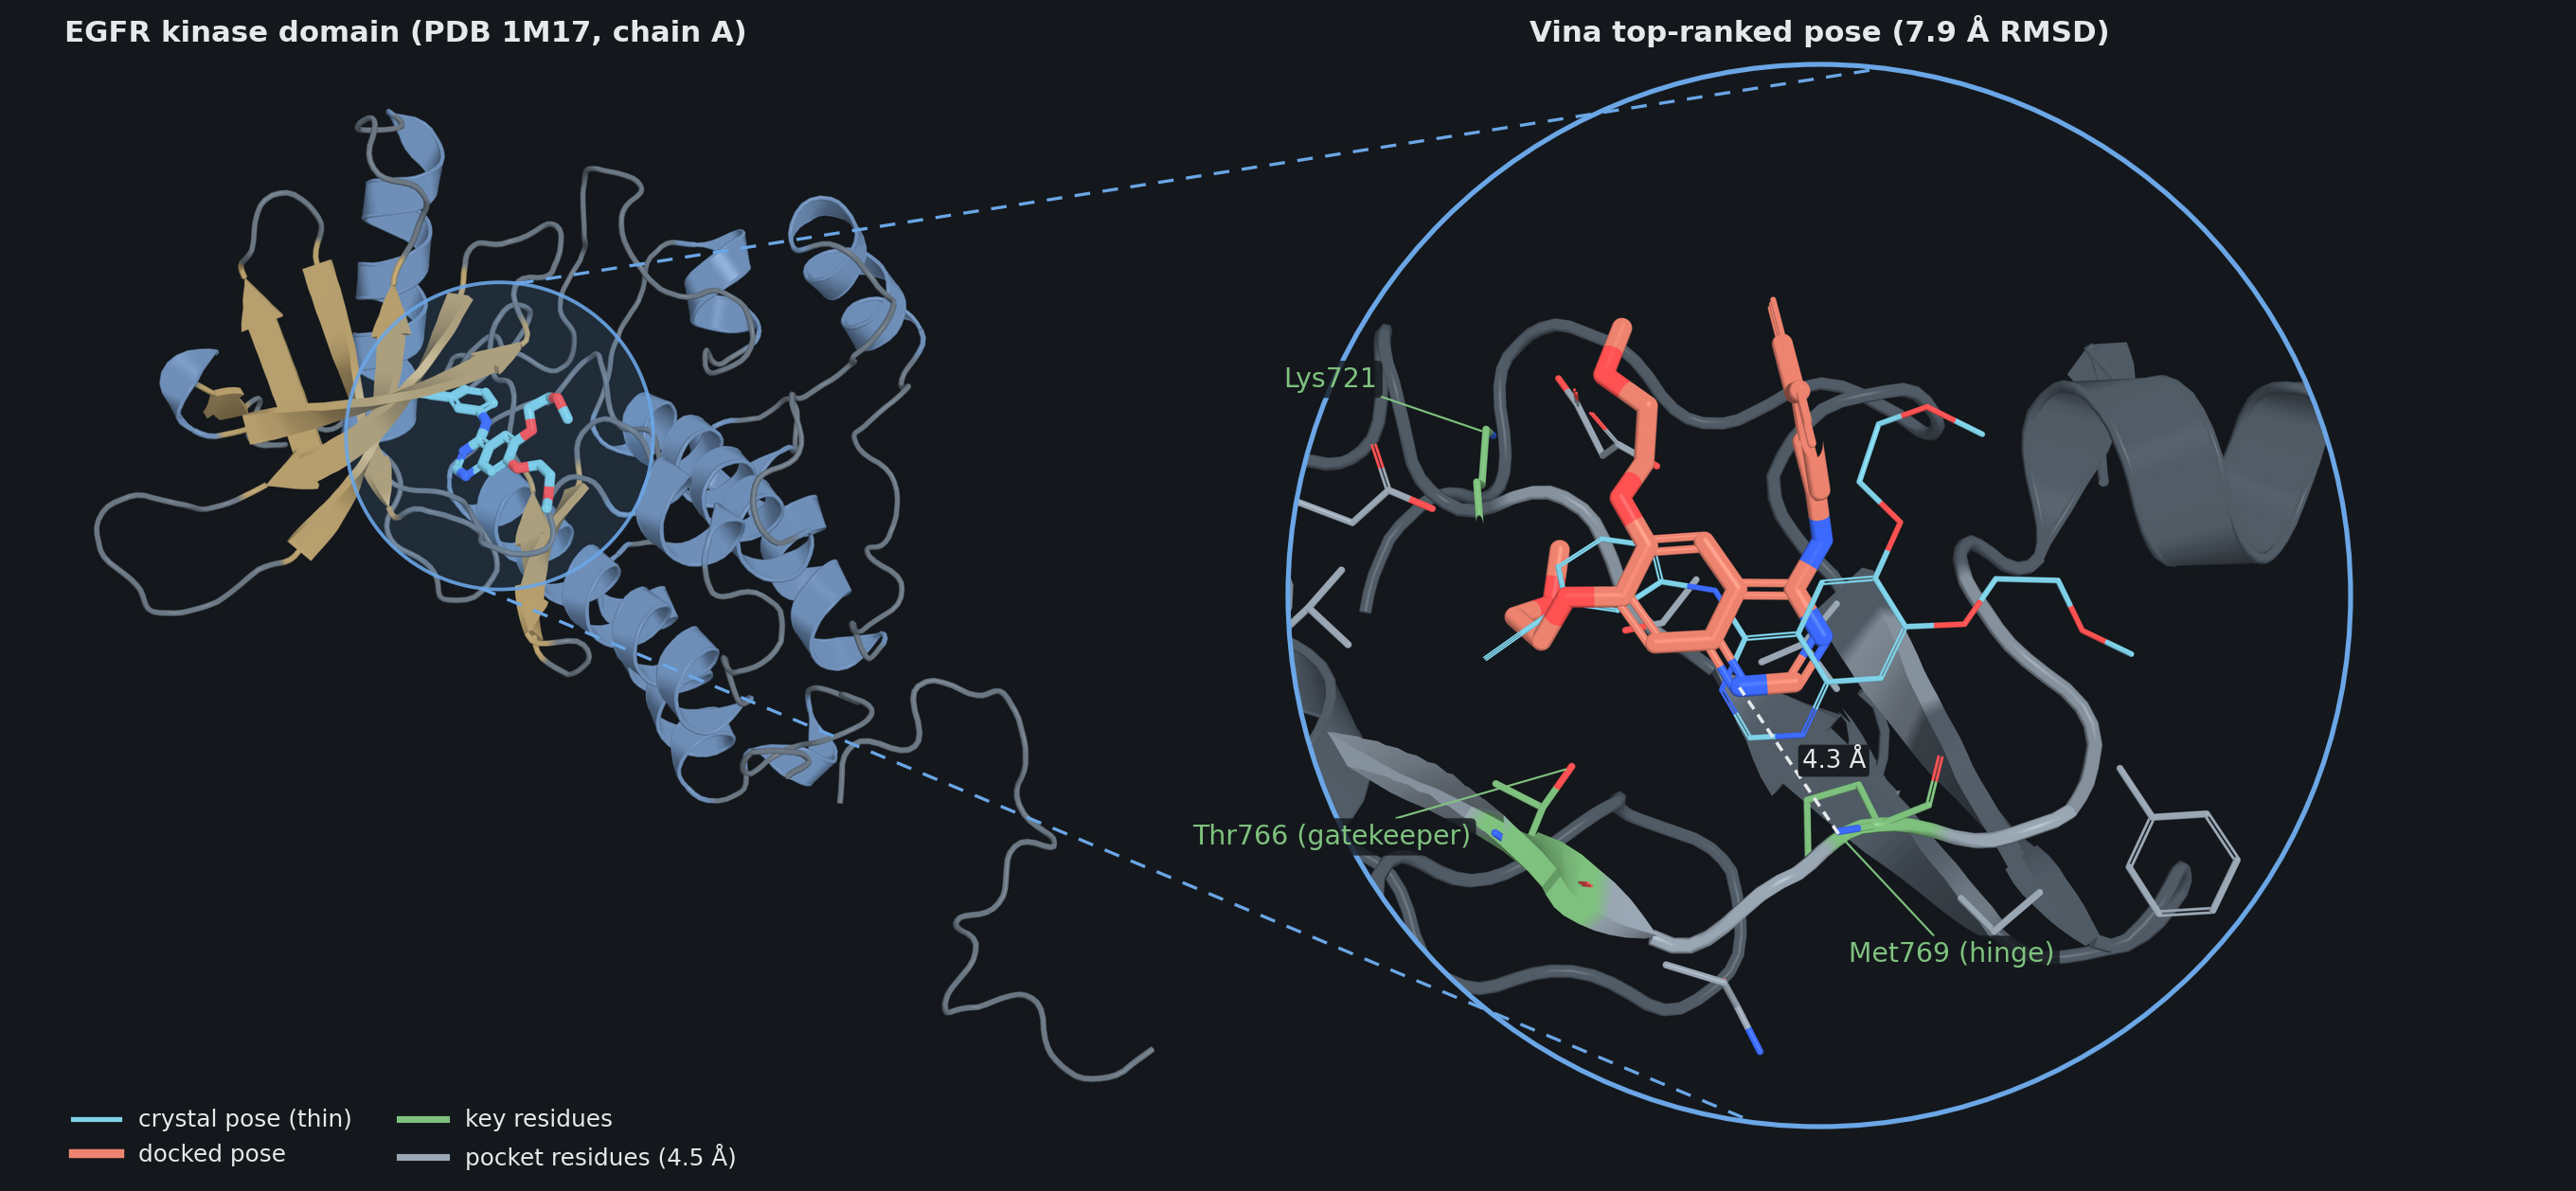 EGFR kinase domain (PDB 1M17, chain A)
Vina top-ranked pose (7.9 Å RMSD)
Lys721
4.3 Å
Thr766 (gatekeeper)
Met769 (hinge)
crystal pose (thin)
docked pose
key residues
pocket residues (4.5 Å)